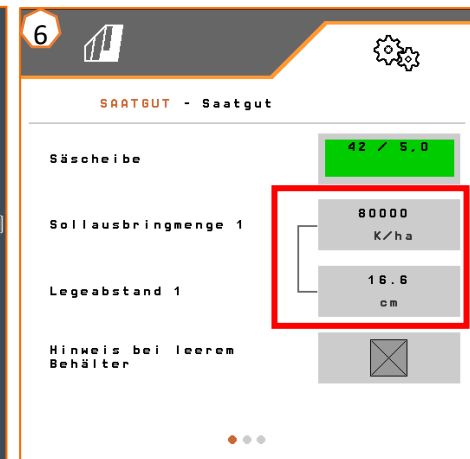 6
SAATGUT - Saatgut
Säscheibe
42 / 5,0
Sollausbringmenge 1
80000
K/ha
Legeabstand 1
16.6
cm
Hinweis bei leerem
Behälter